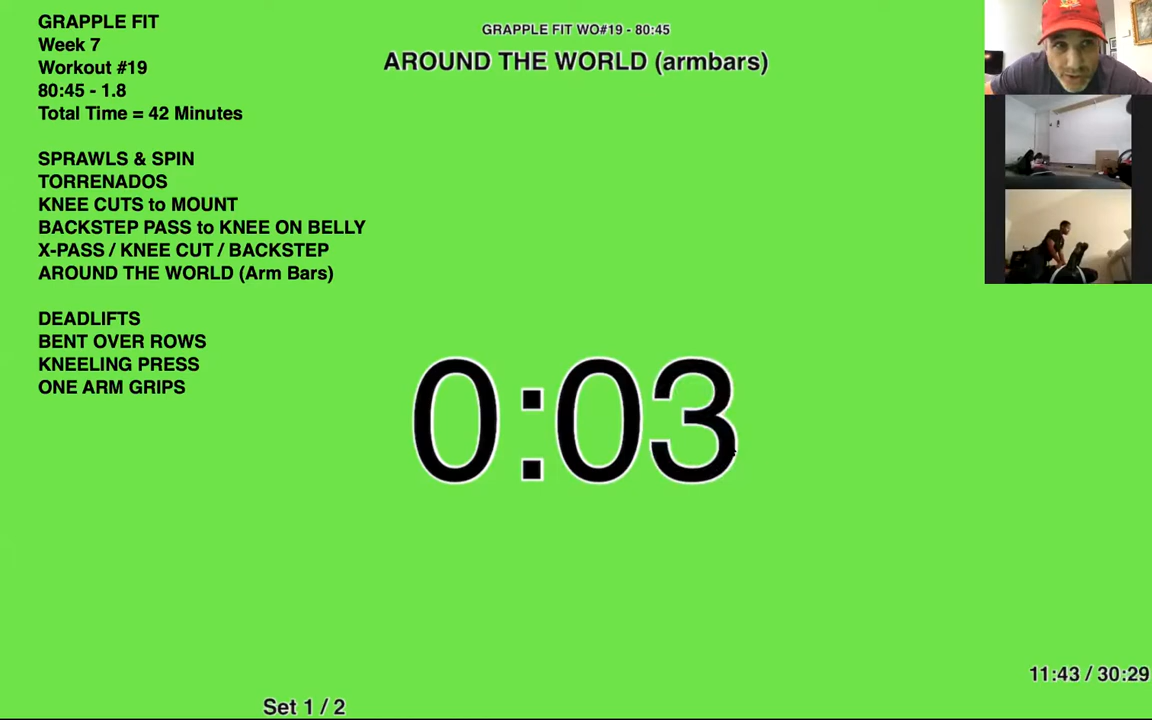 GRAPPLE FIT
Week 7
Workout #19
80:45 - 1.8
Total Time = 42 Minutes
SPRAWLS & SPIN
TORRENADOS
KNEE CUTS to MOUNT
BACKSTEP PASS to KNEE ON BELLY
X-PASS / KNEE CUT / BACKSTEP
AROUND THE WORLD (Arm Bars)
DEADLIFTS
BENT OVER ROWS
KNEELING PRESS
ONE ARM GRIPS
GRAPPLE FIT WO#19 - 80:45
AROUND THE WORLD (armbars)
0:03
11:43 / 30:29
Set 1 / 2